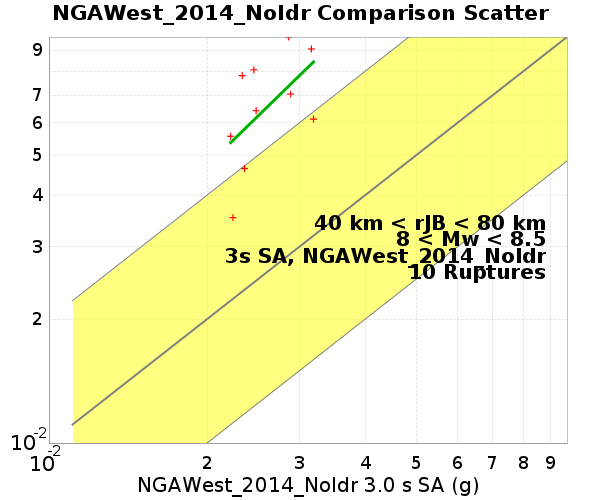 NGAWest_2014_NoIdr Comparison Scatter
9
7
6
5
4
3
2
10-2
40 km < rJB < 80 km
8 < Mw < 8.5
3s SA, NGAWest_2014_NoIdr
10 Ruptures
10-2
2 3 4 5 6 7 8 9
NGAWest_2014_NoIdr 3.0 s SA (g)